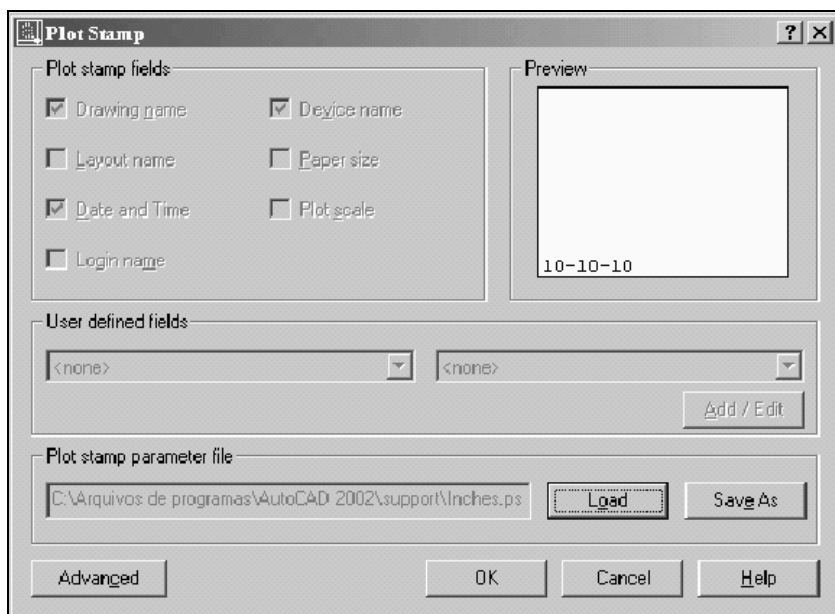 Plot Stamp
Plot stamp fields
Drawing name
Device name
Layout name
Paper size
Date and Time
Plot scale
Login name
Preview
10-10-10
User defined fields
<none>
<none>
Add / Edit
Plot stamp parameter file
C:\Arquivos de programas\AutoCAD 2002\support\Inches.ps
Load
Save As
Advanced
OK
Cancel
Help